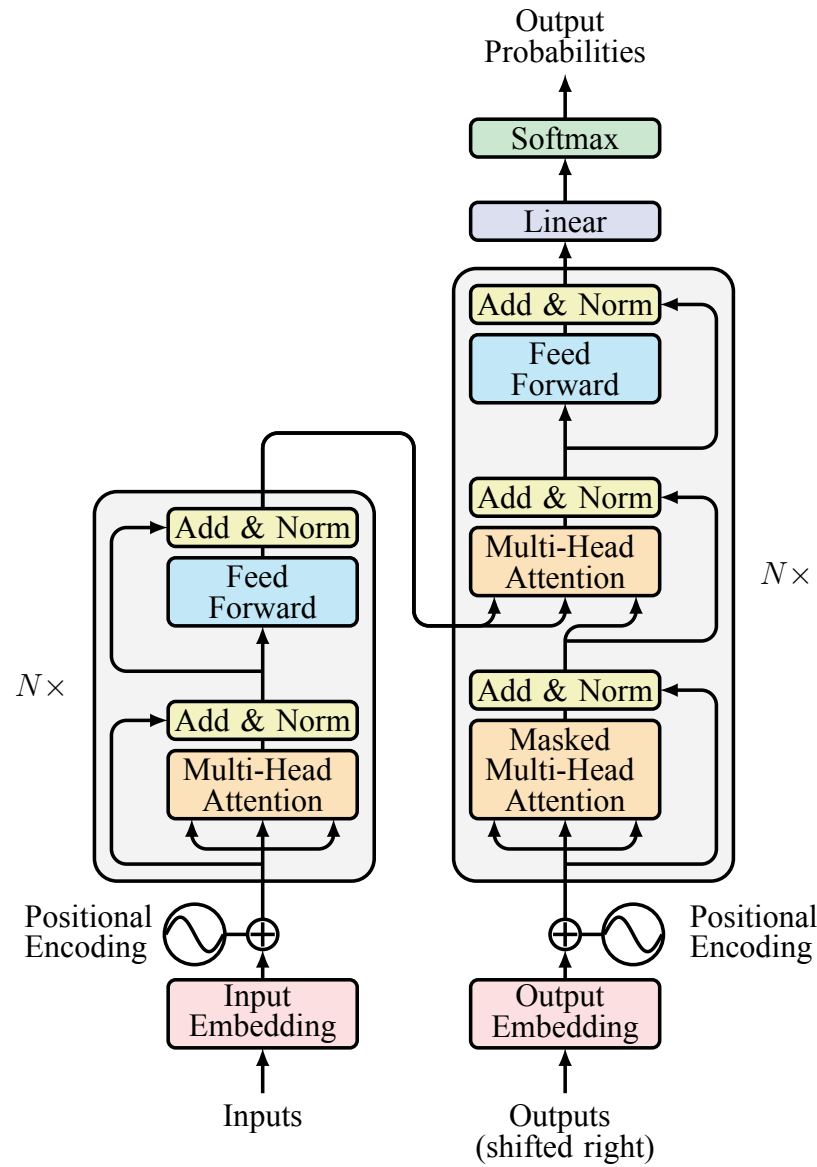 Output
Probabilities
Softmax
Linear
Add & Norm
Feed
Forward
Add & Norm
Multi-Head
Attention
N×
Add & Norm
Masked
Multi-Head
Attention
Add & Norm
Feed
Forward
N×
Add & Norm
Multi-Head
Attention
Positional
Encoding
Positional
Encoding
Input
Embedding
Output
Embedding
Inputs
Outputs
(shifted right)